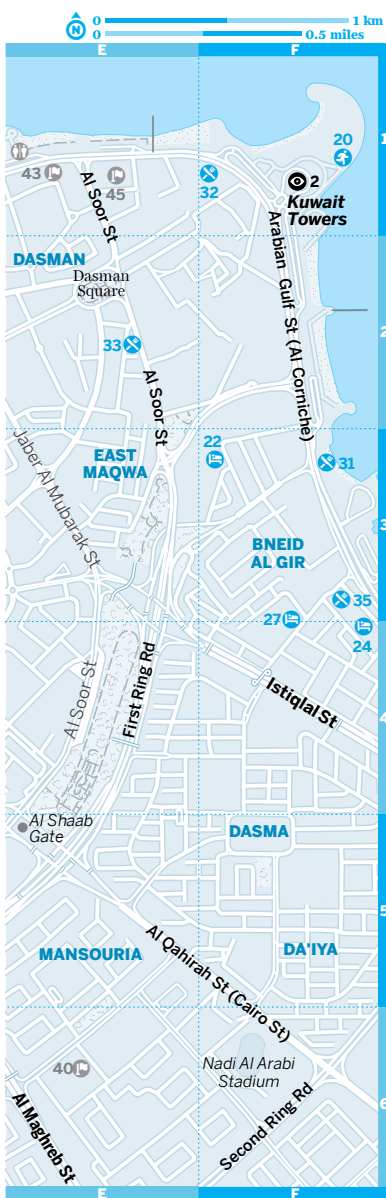 N
0 1 km
0 0.5 miles
E F
1
20
43
45
32
2
Kuwait
Towers
Al Soor St
DASMAN
Dasman
Square
Arabian Gulf St (Al Corniche)
2
33
Al Soor St
22
EAST
MAQWA
31
Jaber Al Mubarak St
3
BNEID
AL GIR
35
27
24
First Ring Rd
Al Soor St
Istiqlal St
4
Al Shaab
Gate
DASMA
5
Al Qahirah St (Cairo St)
MANSOURIA
DA'IYA
40
Nadi Al Arabi
Stadium
6
Al Maghreb St
Second Ring Rd
E F